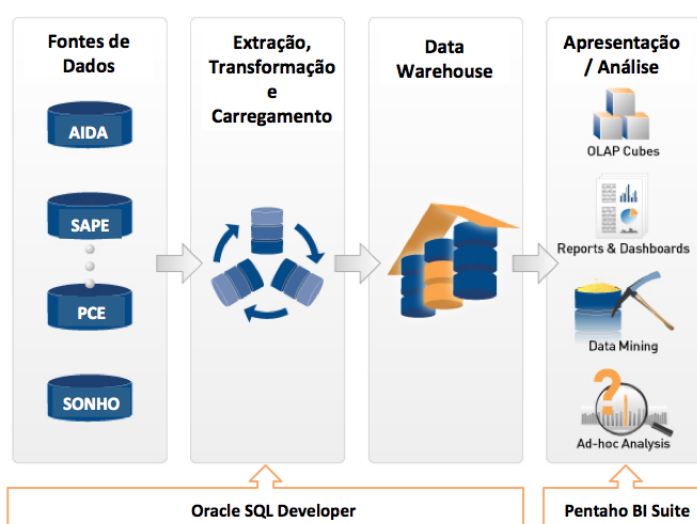 Fontes de
Dados
AIDA
SAPE
PCE
SONHO
Extração,
Transformação
e
Carregamento
Data
Warehouse
Apresentação
/ Análise
OLAP Cubes
Reports & Dashboards
Data Mining
?
Ad-hoc Analysis
Oracle SQL Developer
Pentaho BI Suite